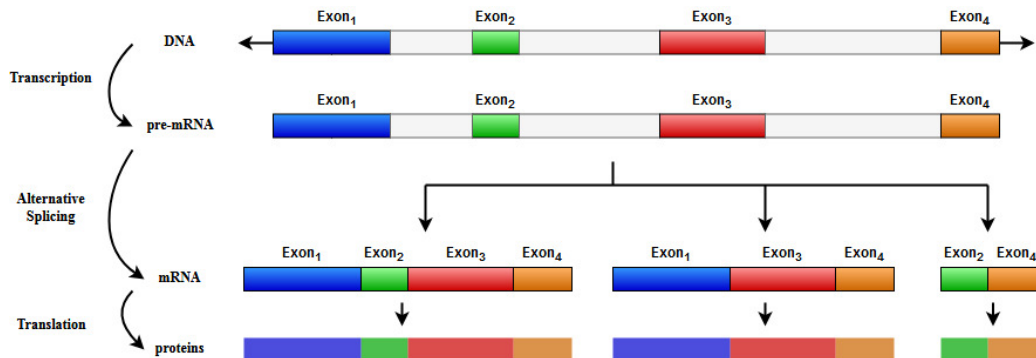 Exon1 Exon2 Exon3 Exon4
DNA
Transcription
Exon1 Exon2 Exon3 Exon4
pre-mRNA
Alternative
Splicing
Exon1 Exon2 Exon3 Exon4 Exon1 Exon3 Exon4 Exon2 Exon4
mRNA
Translation
proteins